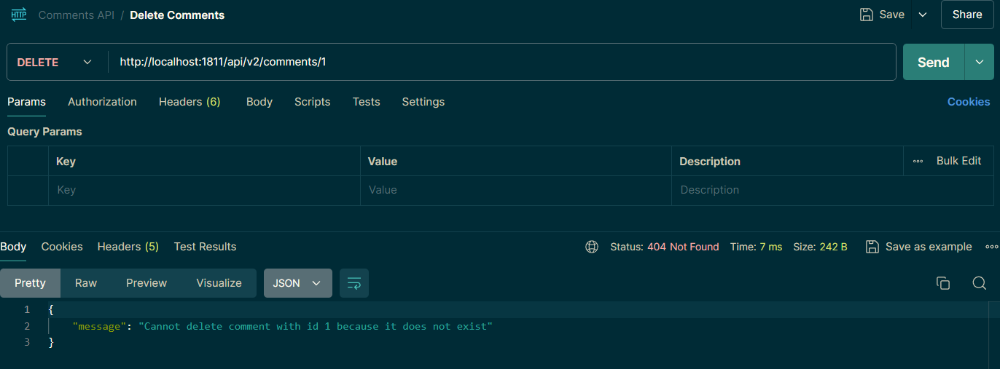 HTTP Comments API / Delete Comments Save Share
DELETE http://localhost:1811/api/v2/comments/1 Send
Params Authorization Headers (6) Body Scripts Tests Settings Cookies
Query Params
Key Value Description Bulk Edit
Key Value Description
Body Cookies Headers (5) Test Results Status: 404 Not Found Time: 7 ms Size: 242 B Save as example
Pretty Raw Preview Visualize JSON
1 {
2 "message": "Cannot delete comment with id 1 because it does not exist"
3 }